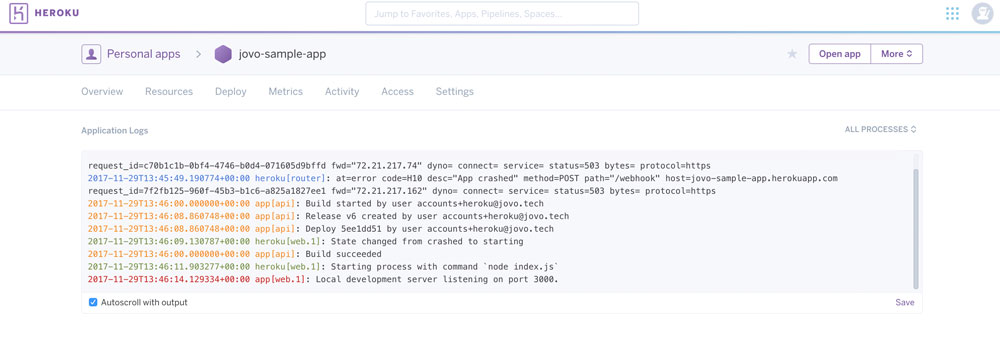 HEROKU
Jump to Favorites, Apps, Pipelines, Spaces...
Personal apps > jovo-sample-app
Open app
More
Overview Resources Deploy Metrics Activity Access Settings
Application Logs
ALL PROCESSES
request_id=c70b1c1b-0bf4-4746-b0d4-071605d9bffd fwd="72.21.217.74" dyno= connect= service= status=503 bytes= protocol=https
2017-11-29T13:45:49.190774+00:00 heroku[router]: at=error code=H10 desc="App crashed" method=POST path="/webhook" host=jovo-sample-app.herokuapp.com
request_id=7f2fb125-960f-45b3-b1c6-a825a1827ee1 fwd="72.21.217.162" dyno= connect= service= status=503 bytes= protocol=https
2017-11-29T13:46:00.000000+00:00 app[api]: Build started by user accounts+heroku@jovo.tech
2017-11-29T13:46:08.860748+00:00 app[api]: Release v6 created by user accounts+heroku@jovo.tech
2017-11-29T13:46:08.860748+00:00 app[api]: Deploy 5ee1dd51 by user accounts+heroku@jovo.tech
2017-11-29T13:46:09.130787+00:00 heroku[web.1]: State changed from crashed to starting
2017-11-29T13:46:00.000000+00:00 app[api]: Build succeeded
2017-11-29T13:46:11.903277+00:00 heroku[web.1]: Starting process with command `node index.js`
2017-11-29T13:46:14.129334+00:00 app[web.1]: Local development server listening on port 3000.
Autoscroll with output
Save